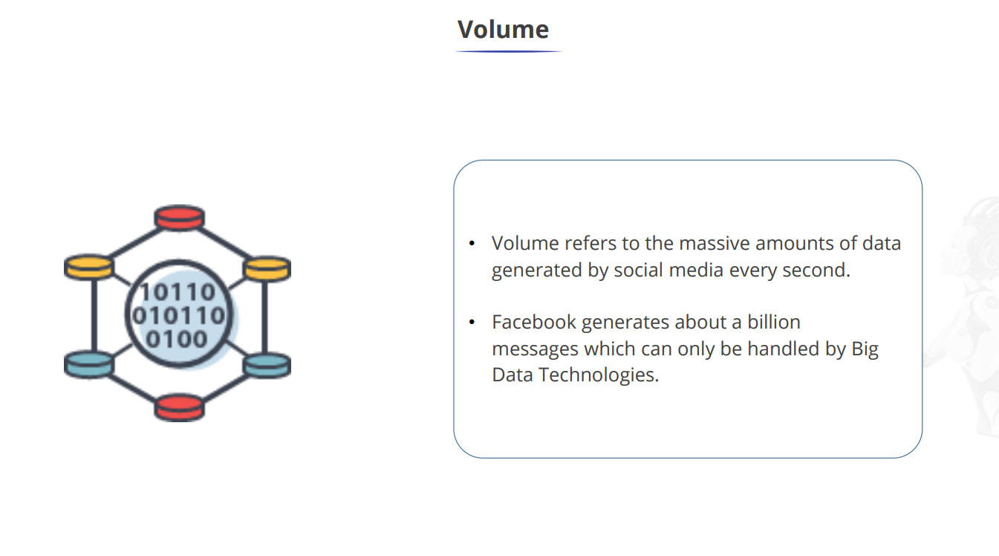 Volume
10110
010110
0100
• Volume refers to the massive amounts of data
generated by social media every second.
• Facebook generates about a billion
messages which can only be handled by Big
Data Technologies.